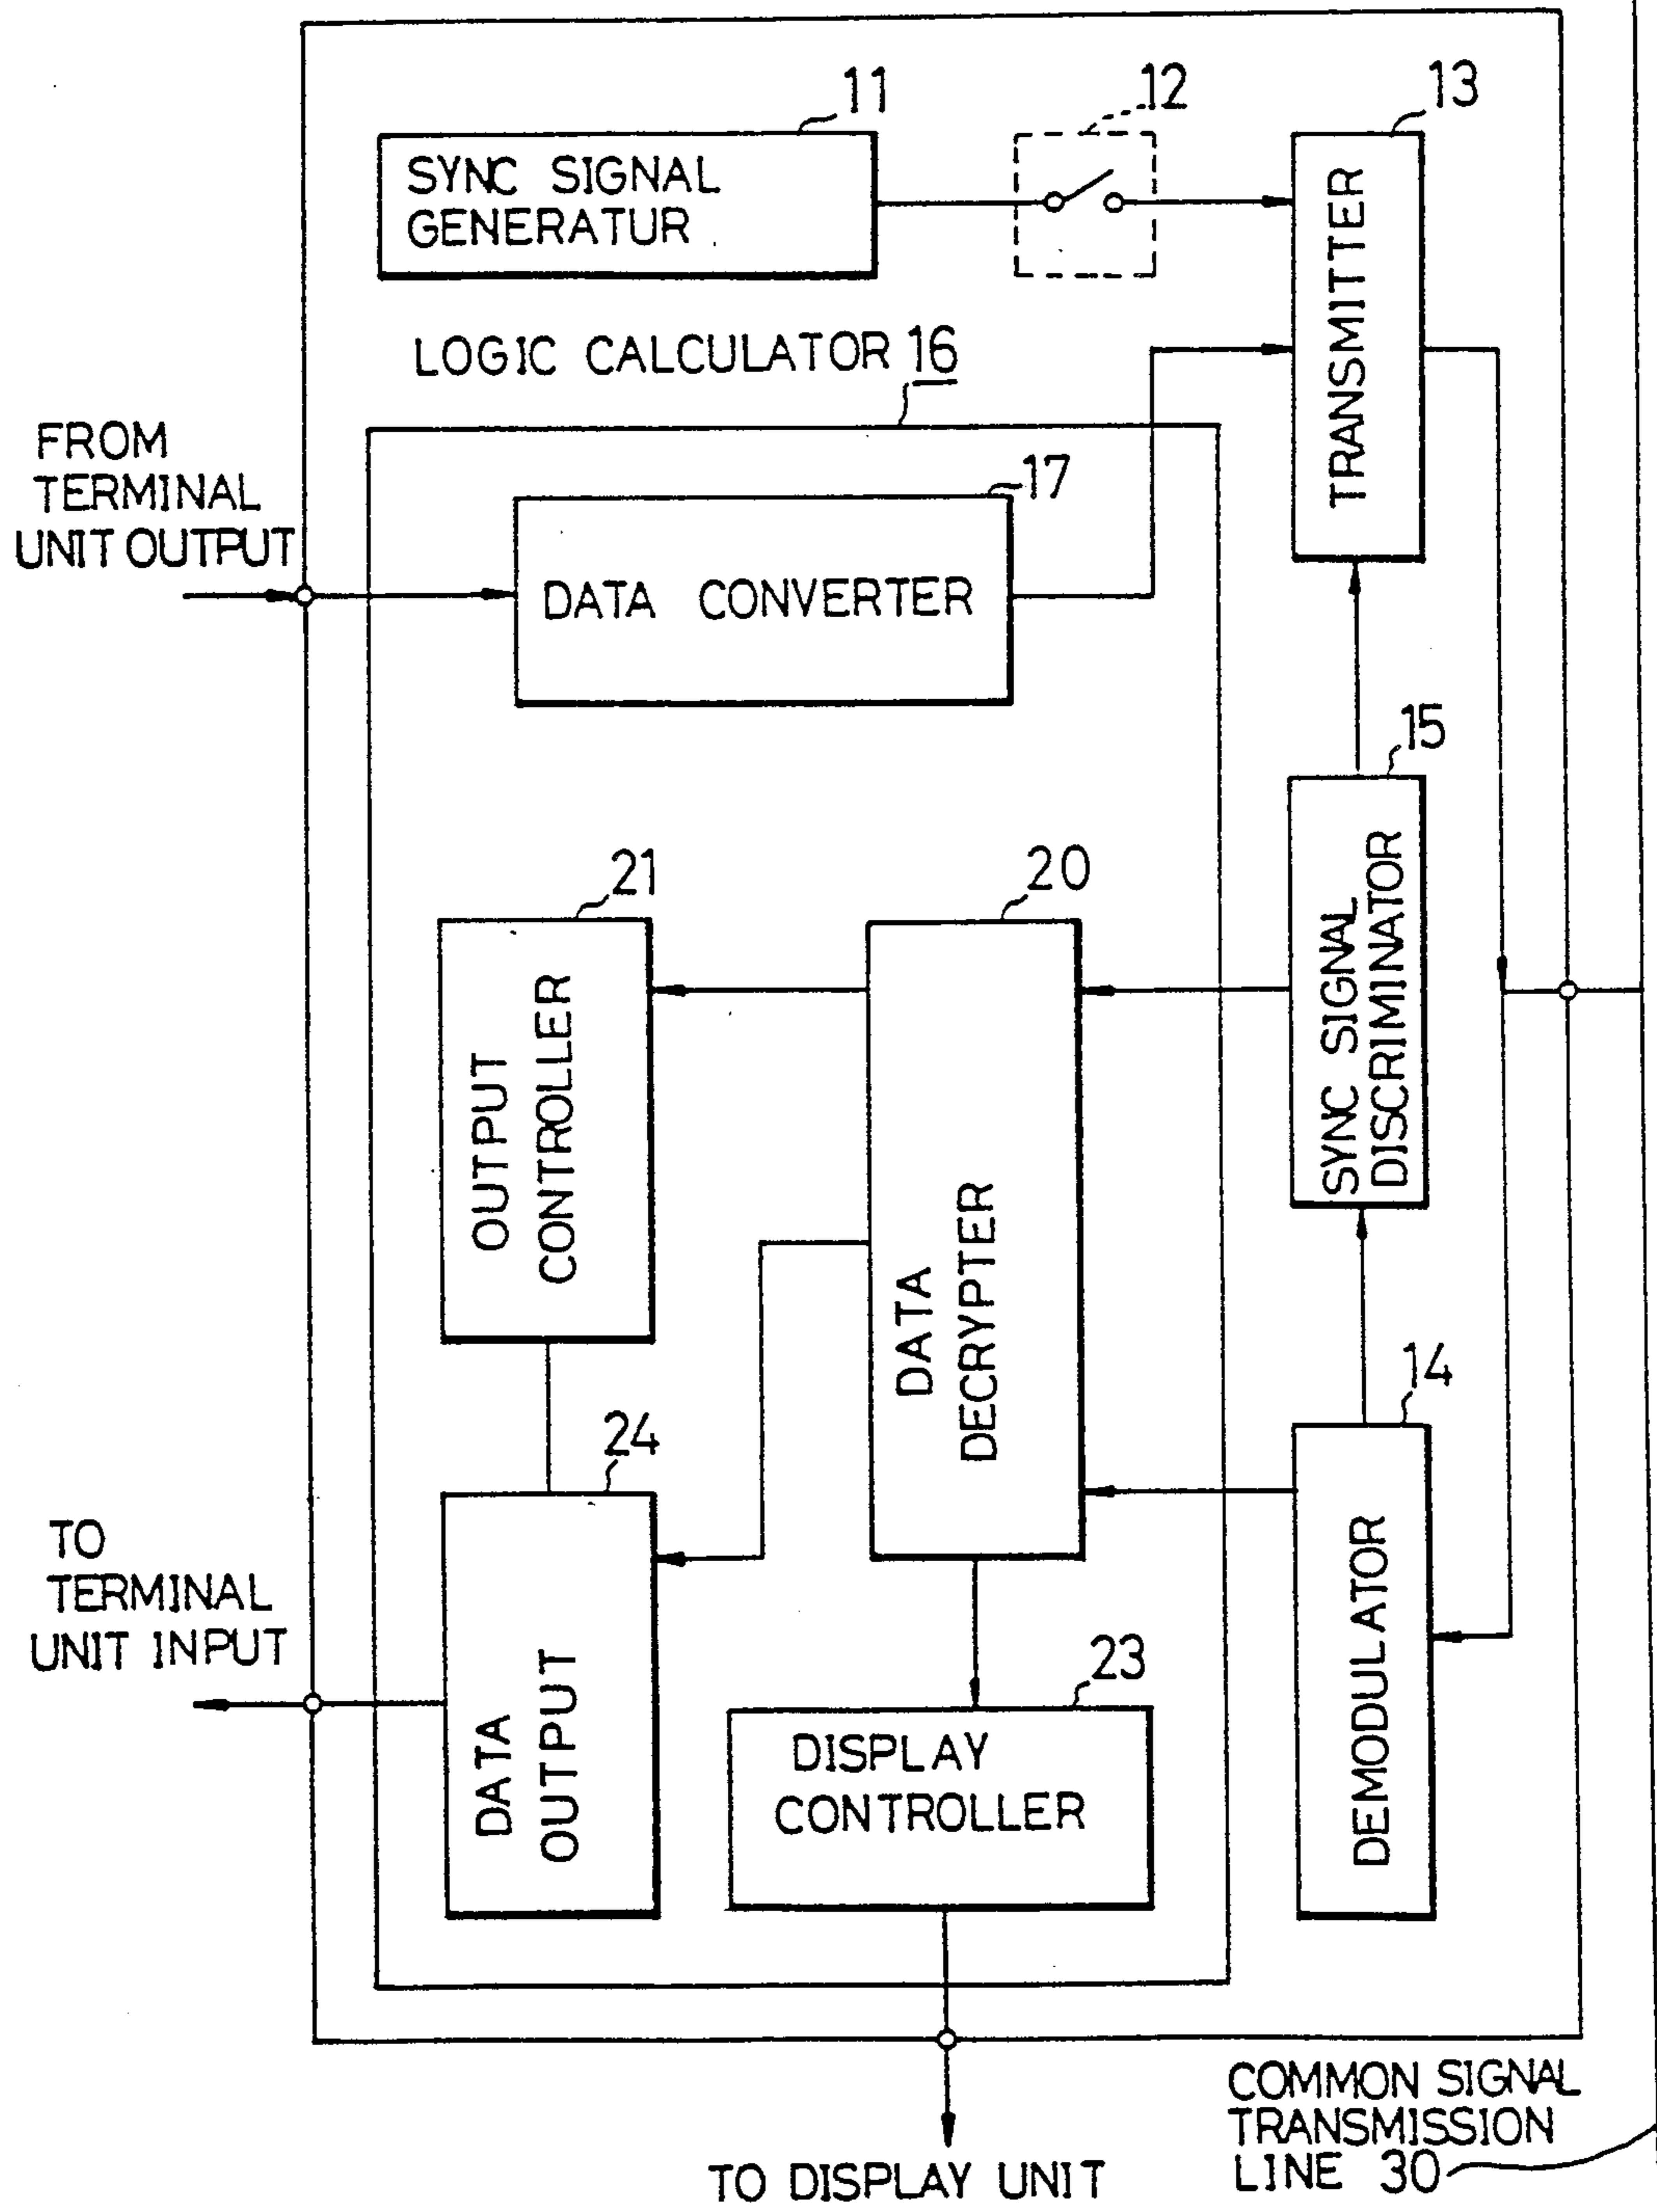 11
12
13
SYNC SIGNAL
GENERATUR
TRANSMITTER
LOGIC CALCULATOR 16
FROM
TERMINAL
UNIT OUTPUT
17
DATA CONVERTER
15
SYNC SIGNAL
DISCRIMINATOR
21
OUTPUT
CONTROLLER
20
DATA
DECRYPTER
14
DEMODULATOR
24
DATA
OUTPUT
TO
TERMINAL
UNIT INPUT
23
DISPLAY
CONTROLLER
COMMON SIGNAL
TRANSMISSION
LINE 30
TO DISPLAY UNIT